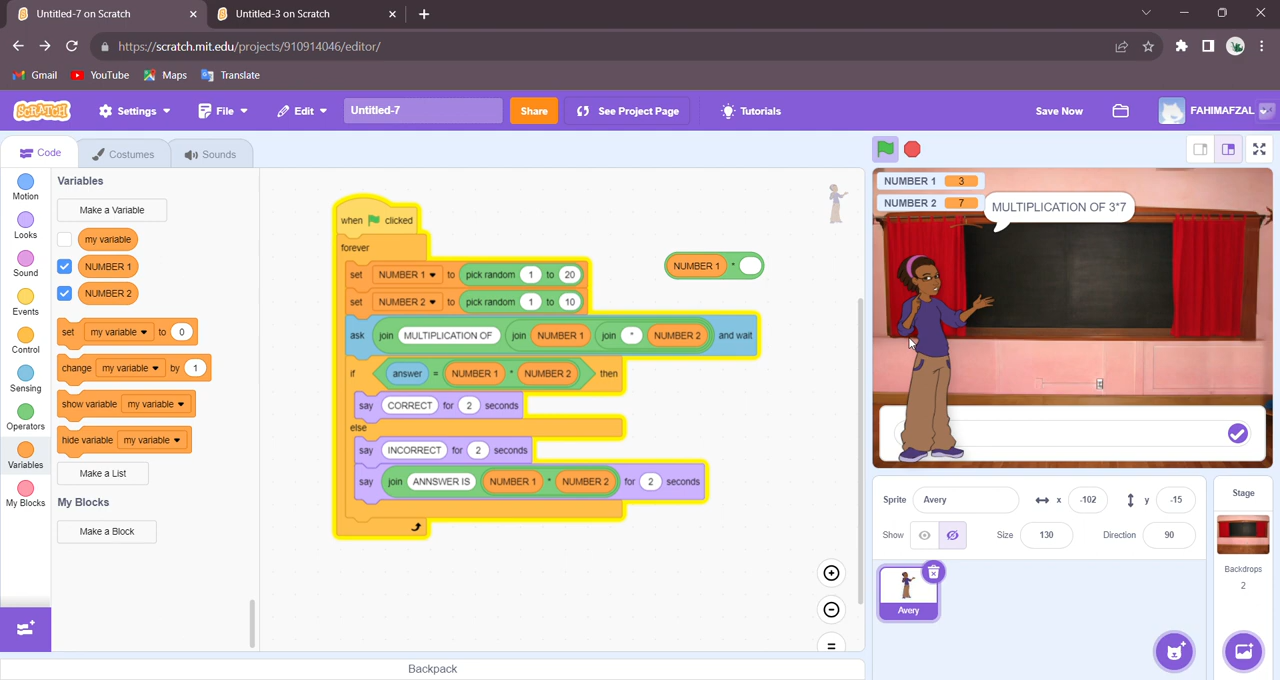 Untitled-7 on Scratch
Untitled-3 on Scratch
https://scratch.mit.edu/projects/910914046/editor/
Gmail YouTube Maps Translate
SCRATCH Settings File Edit Untitled-7 Share See Project Page Tutorials Save Now FAHIMAFZAL
Code Costumes Sounds
Motion
Looks
Sound
Events
Control
Sensing
Operators
Variables
My Blocks
Variables
Make a Variable
my variable
NUMBER 1
NUMBER 2
set my variable to 0
change my variable by 1
show variable my variable
hide variable my variable
Make a List
My Blocks
Make a Block
when clicked
forever
set NUMBER 1 to pick random 1 to 20
set NUMBER 2 to pick random 1 to 10
ask join MULTIPLICATION OF join NUMBER 1 join * NUMBER 2 and wait
if answer = NUMBER 1 * NUMBER 2 then
say CORRECT for 2 seconds
else
say INCORRECT for 2 seconds
say join ANNSWER IS NUMBER 1 * NUMBER 2 for 2 seconds
NUMBER 1 *
NUMBER 1 3
NUMBER 2 7
MULTIPLICATION OF 3*7
Sprite Avery x -102 y -15
Show Size 130 Direction 90
Avery
Stage
Backdrops
2
Backpack